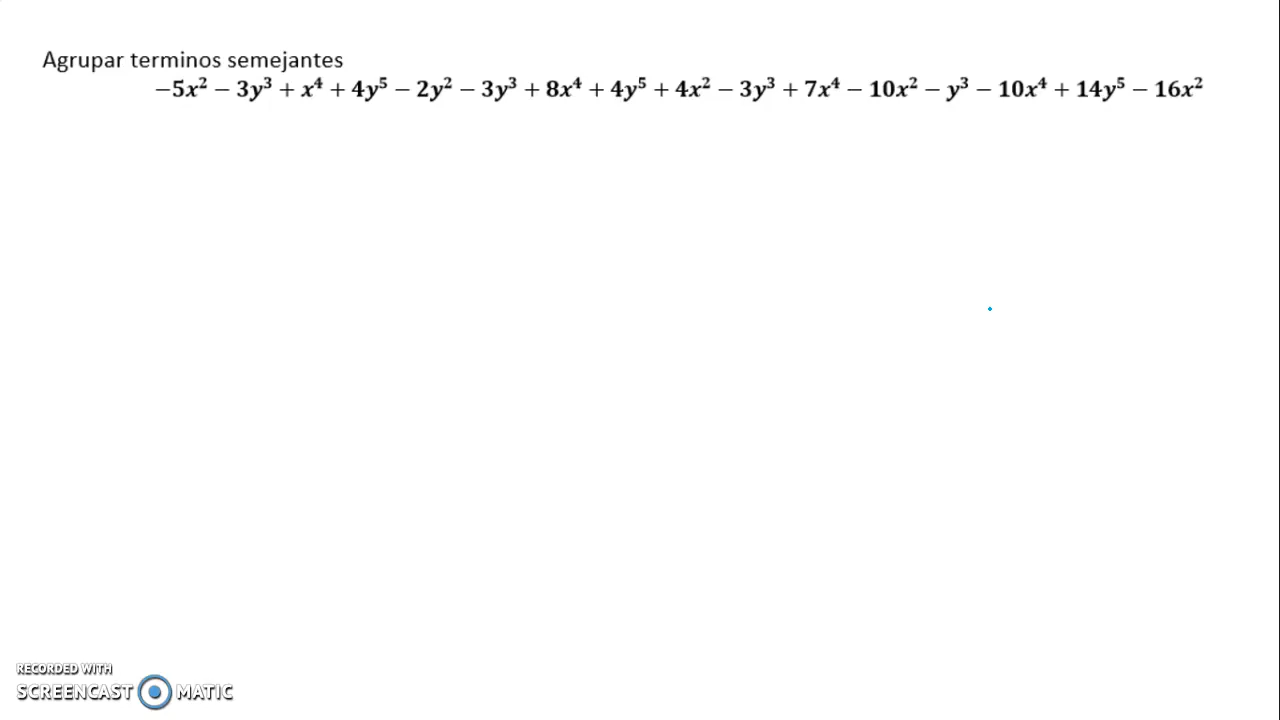 Agrupar terminos semejantes
−5x² − 3y³ + x⁴ + 4y⁵ − 2y² − 3y³ + 8x⁴ + 4y⁵ + 4x² − 3y³ + 7x⁴ − 10x² − y³ − 10x⁴ + 14y⁵ − 16x²
RECORDED WITH
SCREENCAST MATIC